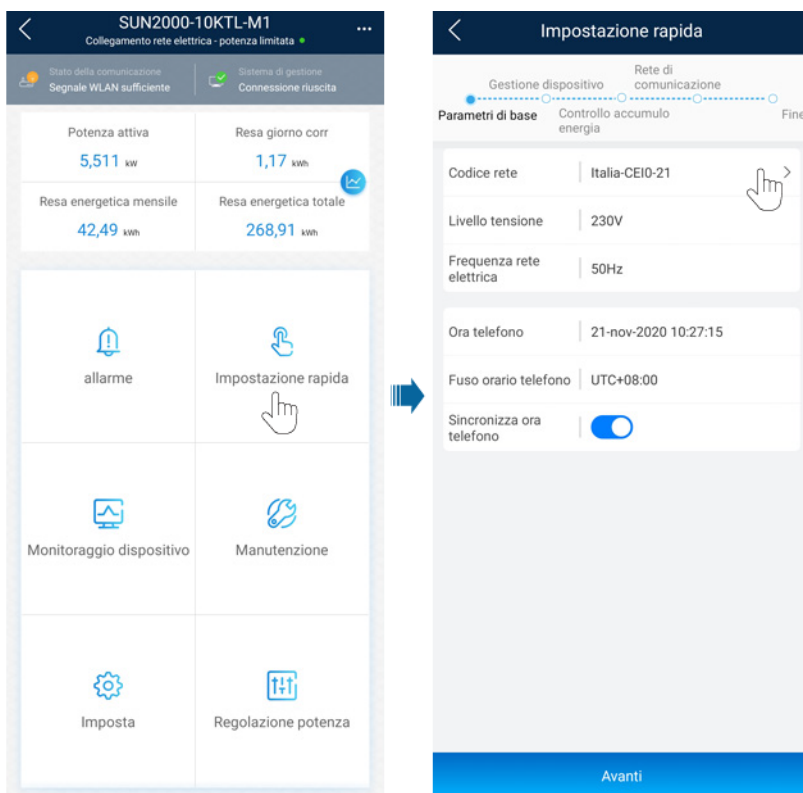 SUN2000-10KTL-M1
Collegamento rete elettrica - potenza limitata
Stato della comunicazione
Segnale WLAN sufficiente
Sistema di gestione
Connessione riuscita
Potenza attiva
5,511 kW
Resa giorno corr
1,17 kWh
Resa energetica mensile
42,49 kWh
Resa energetica totale
268,91 kWh
allarme
Impostazione rapida
Monitoraggio dispositivo
Manutenzione
Imposta
Regolazione potenza
Impostazione rapida
Parametri di base
Gestione dispositivo
Controllo accumulo
energia
Rete di
comunicazione
Fine
Codice rete
Italia-CEI0-21
Livello tensione
230V
Frequenza rete
elettrica
50Hz
Ora telefono
21-nov-2020 10:27:15
Fuso orario telefono
UTC+08:00
Sincronizza ora
telefono
Avanti